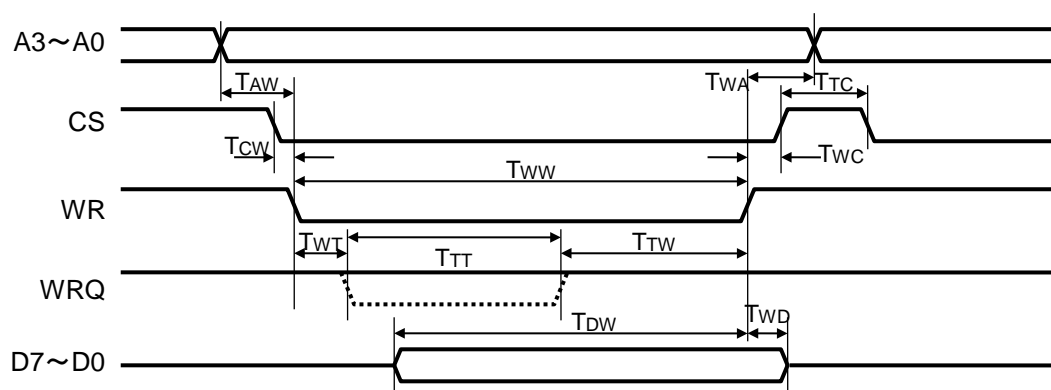 A3～A0
TAW
TWA
TTC
CS
TCW
TWW
TWC
WR
TWT
TTT
TTW
WRQ
TDW
TWD
D7～D0